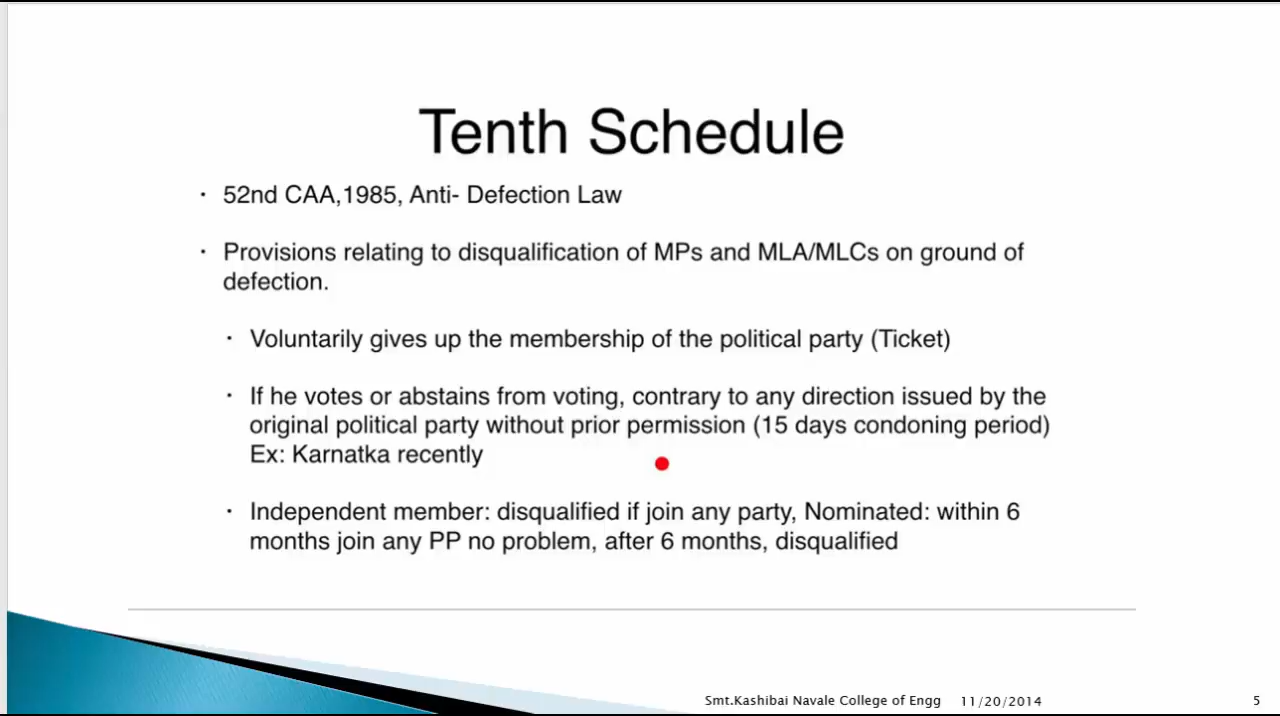 Tenth Schedule
· 52nd CAA,1985, Anti- Defection Law
· Provisions relating to disqualification of MPs and MLA/MLCs on ground of
defection.
· Voluntarily gives up the membership of the political party (Ticket)
· If he votes or abstains from voting, contrary to any direction issued by the
original political party without prior permission (15 days condoning period)
Ex: Karnatka recently
· Independent member: disqualified if join any party, Nominated: within 6
months join any PP no problem, after 6 months, disqualified
Smt.Kashibai Navale College of Engg 11/20/2014 5